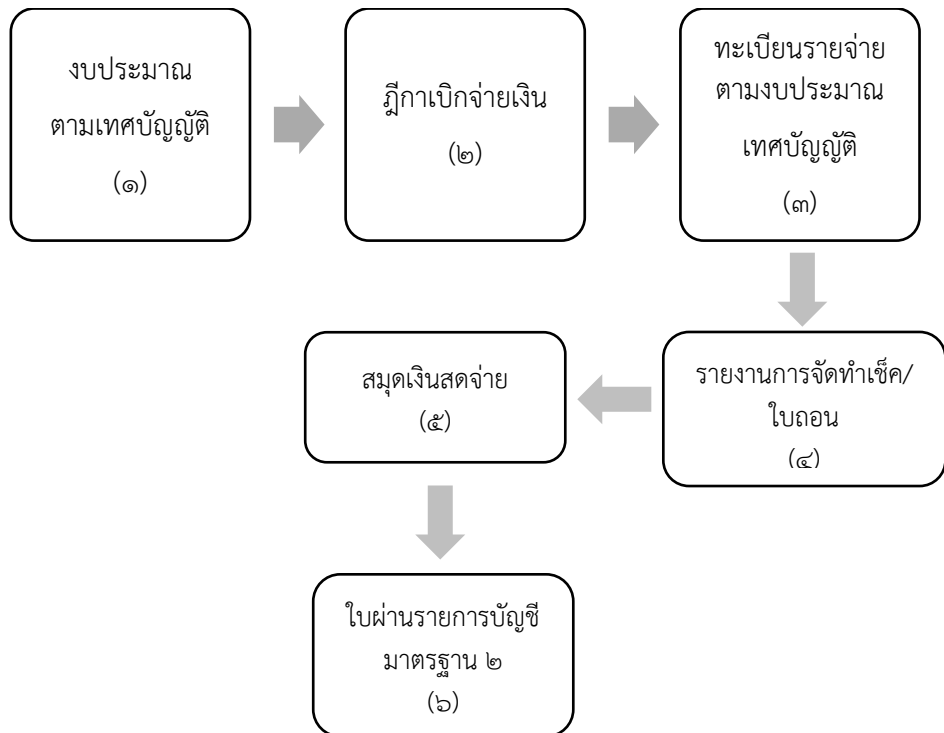 งบประมาณ
ตามเทศบัญญัติ
(๑)
ฎีกาเบิกจ่ายเงิน
(๒)
ทะเบียนรายจ่าย
ตามงบประมาณ
เทศบัญญัติ
(๓)
รายงานการจัดทำเช็ค/
ใบถอน
(๔)
สมุดเงินสดจ่าย
(๕)
ใบผ่านรายการบัญชี
มาตรฐาน ๒
(๖)